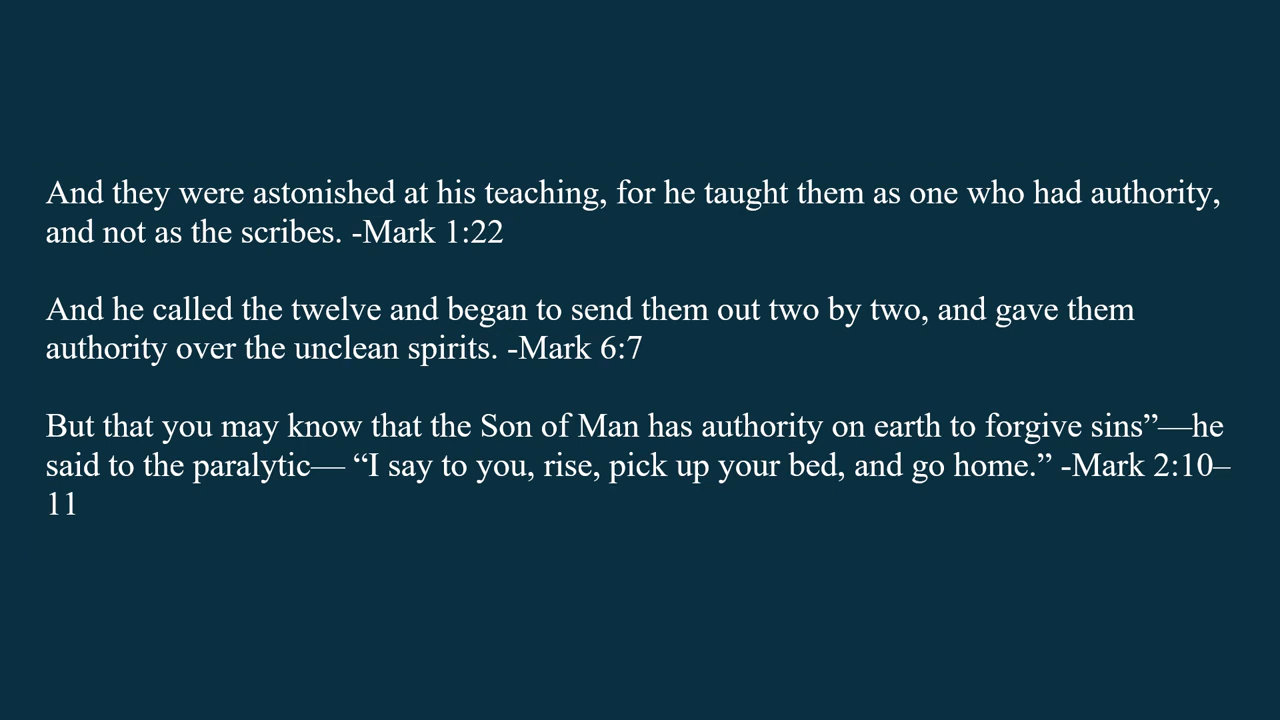 And they were astonished at his teaching, for he taught them as one who had authority,
and not as the scribes. -Mark 1:22
And he called the twelve and began to send them out two by two, and gave them
authority over the unclean spirits. -Mark 6:7
But that you may know that the Son of Man has authority on earth to forgive sins”—he
said to the paralytic— “I say to you, rise, pick up your bed, and go home.” -Mark 2:10–
11